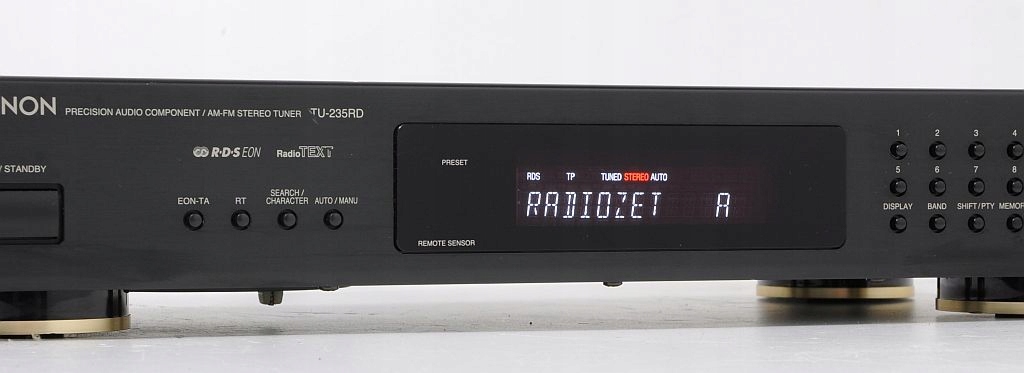 NON PRECISION AUDIO COMPONENT / AM-FM STEREO TUNER TU-235RD
R·D·S EON RadioTEXT
/ STANDBY
EON-TA RT SEARCH / CHARACTER AUTO / MANU
PRESET
RDS TP TUNED STEREO AUTO
RADIOZET A
REMOTE SENSOR
1 2 3 4
5 6 7 8
DISPLAY BAND SHIFT/PTY MEMOR